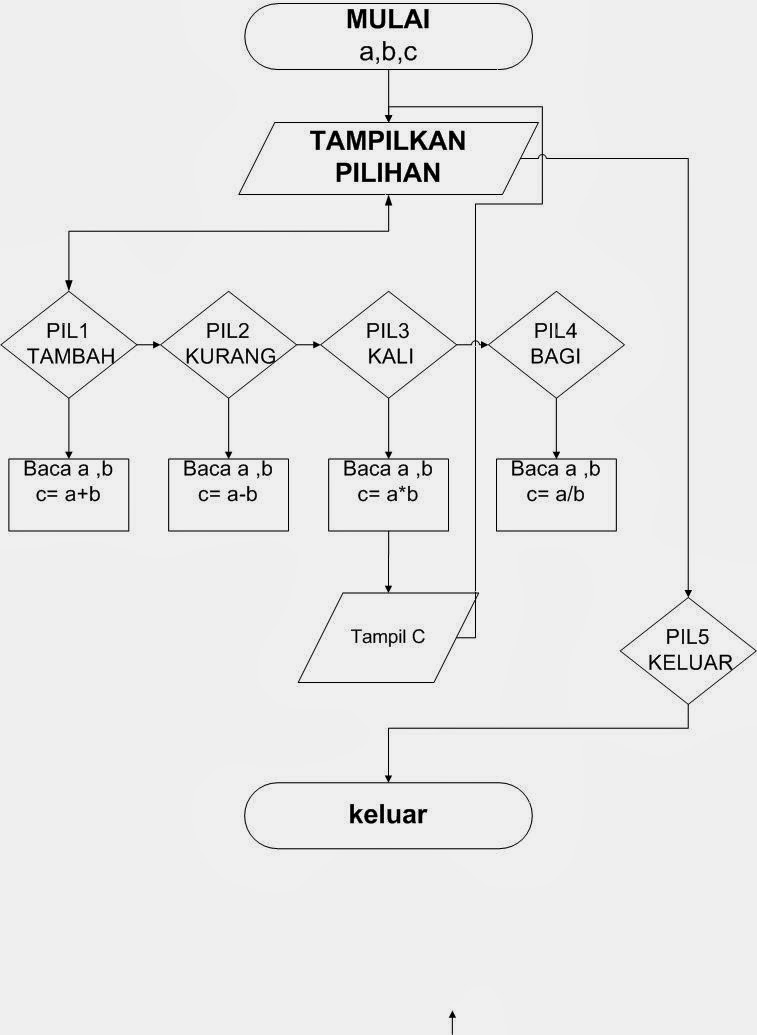 MULAI
a,b,c
TAMPILKAN
PILIHAN
PIL1
TAMBAH
PIL2
KURANG
PIL3
KALI
PIL4
BAGI
Baca a ,b
c= a+b
Baca a ,b
c= a-b
Baca a ,b
c= a*b
Baca a ,b
c= a/b
Tampil C
PIL5
KELUAR
keluar